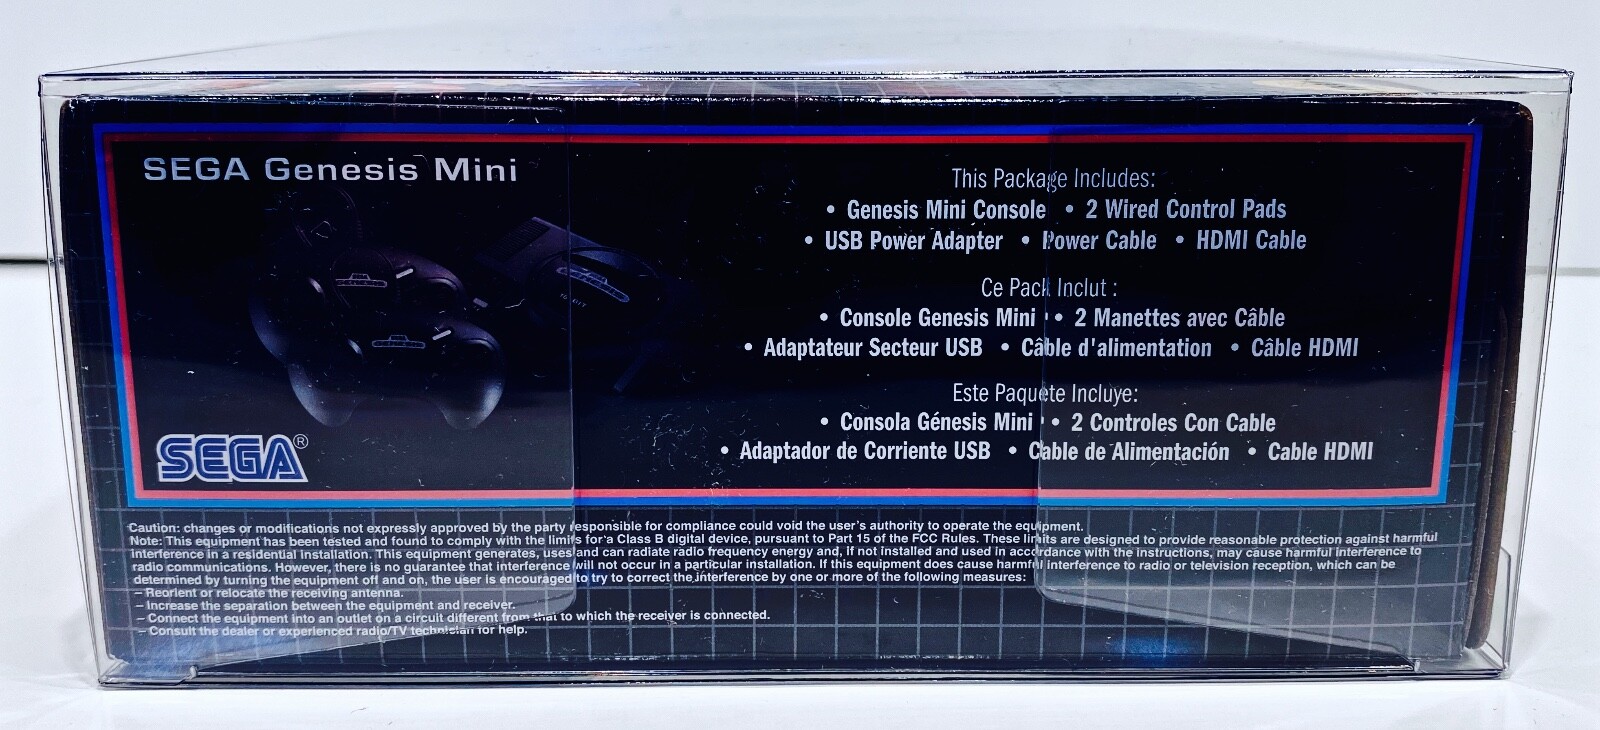 SEGA Genesis Mini
This Package Includes:
• Genesis Mini Console • 2 Wired Control Pads
• USB Power Adapter • Power Cable • HDMI Cable
Ce Pack Inclut :
• Console Genesis Mini • 2 Manettes avec Câble
• Adaptateur Secteur USB • Câble d'alimentation • Câble HDMI
Este Paquete Incluye:
• Consola Génesis Mini • 2 Controles Con Cable
• Adaptador de Corriente USB • Cable de Alimentación • Cable HDMI
SEGA®
Caution: changes or modifications not expressly approved by the party responsible for compliance could void the user's authority to operate the equipment.
Note: This equipment has been tested and found to comply with the limits for a Class B digital device, pursuant to Part 15 of the FCC Rules. These limits are designed to provide reasonable protection against harmful
interference in a residential installation. This equipment generates, uses and can radiate radio frequency energy and, if not installed and used in accordance with the instructions, may cause harmful interference to
radio communications. However, there is no guarantee that interference will not occur in a particular installation. If this equipment does cause harmful interference to radio or television reception, which can be
determined by turning the equipment off and on, the user is encouraged to try to correct the interference by one or more of the following measures:
– Reorient or relocate the receiving antenna.
– Increase the separation between the equipment and receiver.
– Connect the equipment into an outlet on a circuit different from that to which the receiver is connected.
– Consult the dealer or experienced radio/TV technician for help.